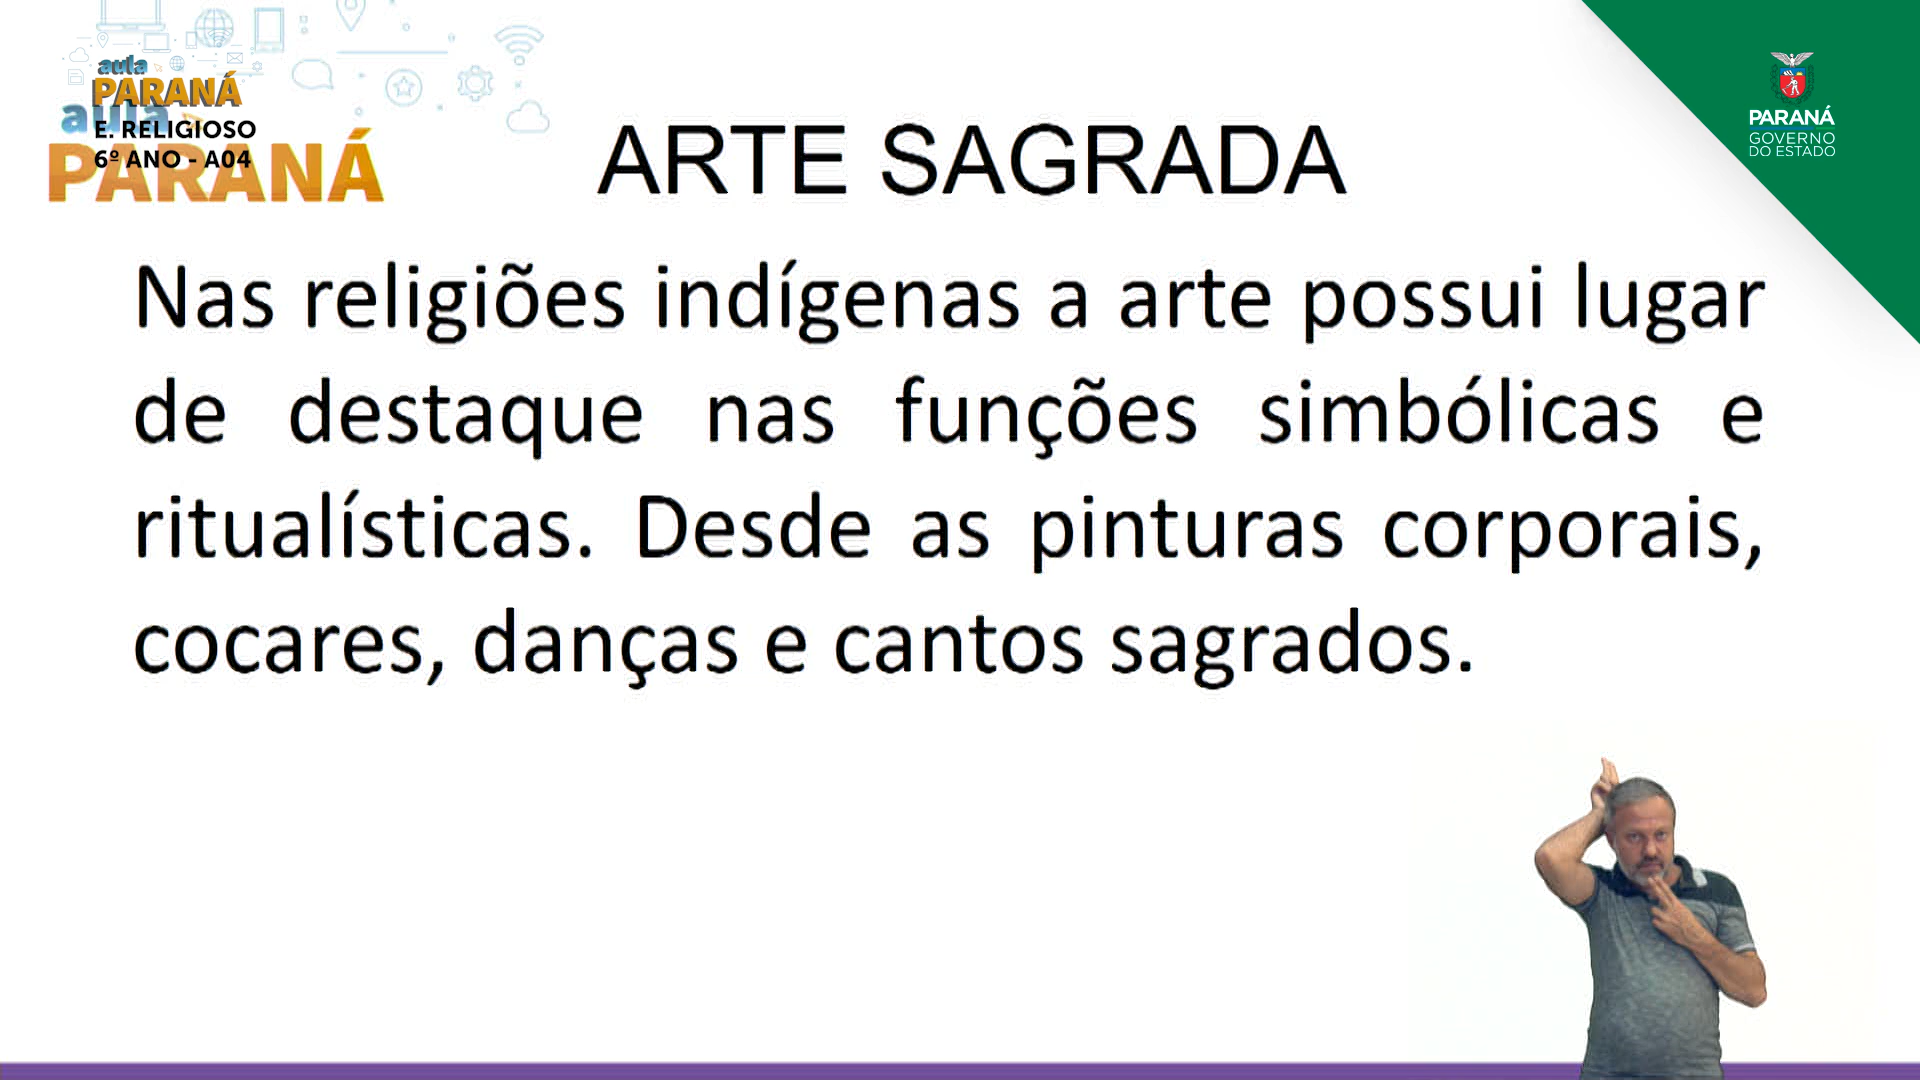 aula
PARANÁ
E. RELIGIOSO
6º ANO - A04
aula
PARANÁ
PARANÁ
GOVERNO
DO ESTADO
ARTE SAGRADA
Nas religiões indígenas a arte possui lugar
de destaque nas funções simbólicas e
ritualísticas. Desde as pinturas corporais,
cocares, danças e cantos sagrados.